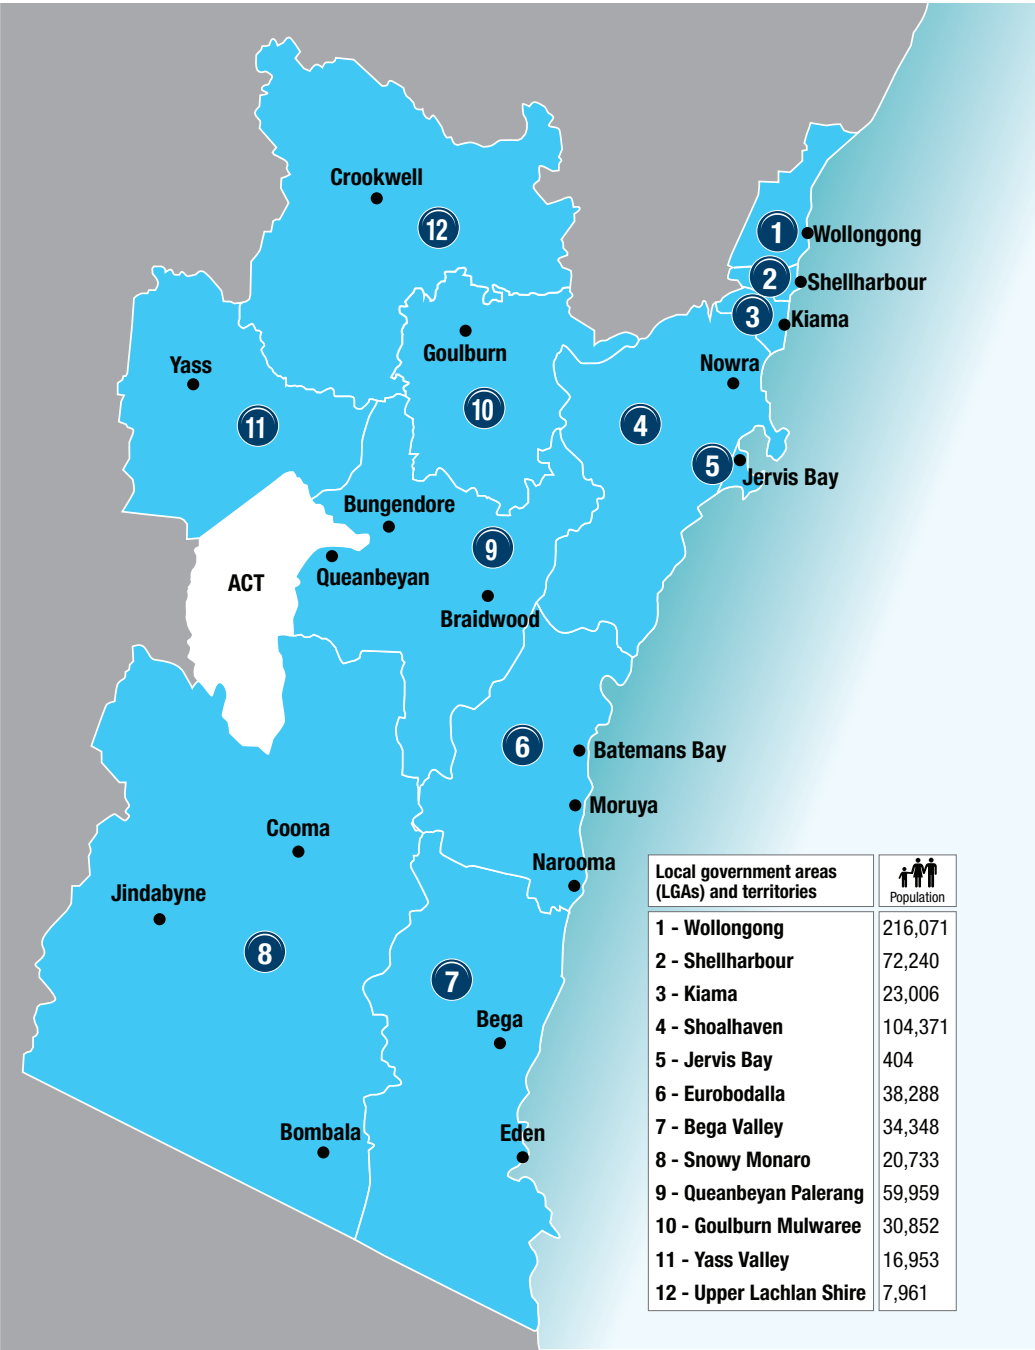 Crookwell
12
1
Wollongong
2
Shellharbour
3
Kiama
Goulburn
Yass
Nowra
10
11
4
5
Jervis Bay
Bungendore
9
Queanbeyan
ACT
Braidwood
6
Batemans Bay
Moruya
Cooma
Narooma
Jindabyne
8
7
Bega
Bombala
Eden
Local government areas
(LGAs) and territories
Population
1 - Wollongong 216,071
2 - Shellharbour 72,240
3 - Kiama 23,006
4 - Shoalhaven 104,371
5 - Jervis Bay 404
6 - Eurobodalla 38,288
7 - Bega Valley 34,348
8 - Snowy Monaro 20,733
9 - Queanbeyan Palerang 59,959
10 - Goulburn Mulwaree 30,852
11 - Yass Valley 16,953
12 - Upper Lachlan Shire 7,961